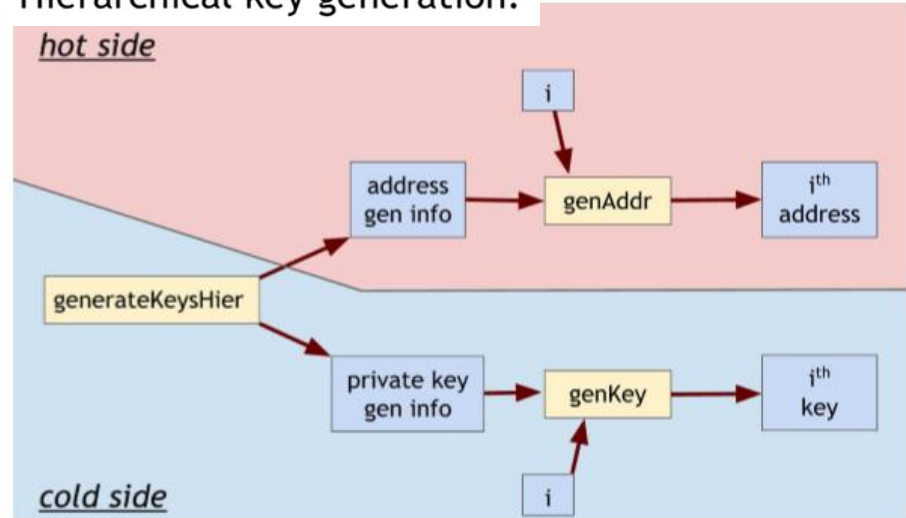 Hierarchical key generation:
hot side
i
address
gen info
genAddr
iᵗʰ
address
generateKeysHier
private key
gen info
genKey
iᵗʰ
key
i
cold side